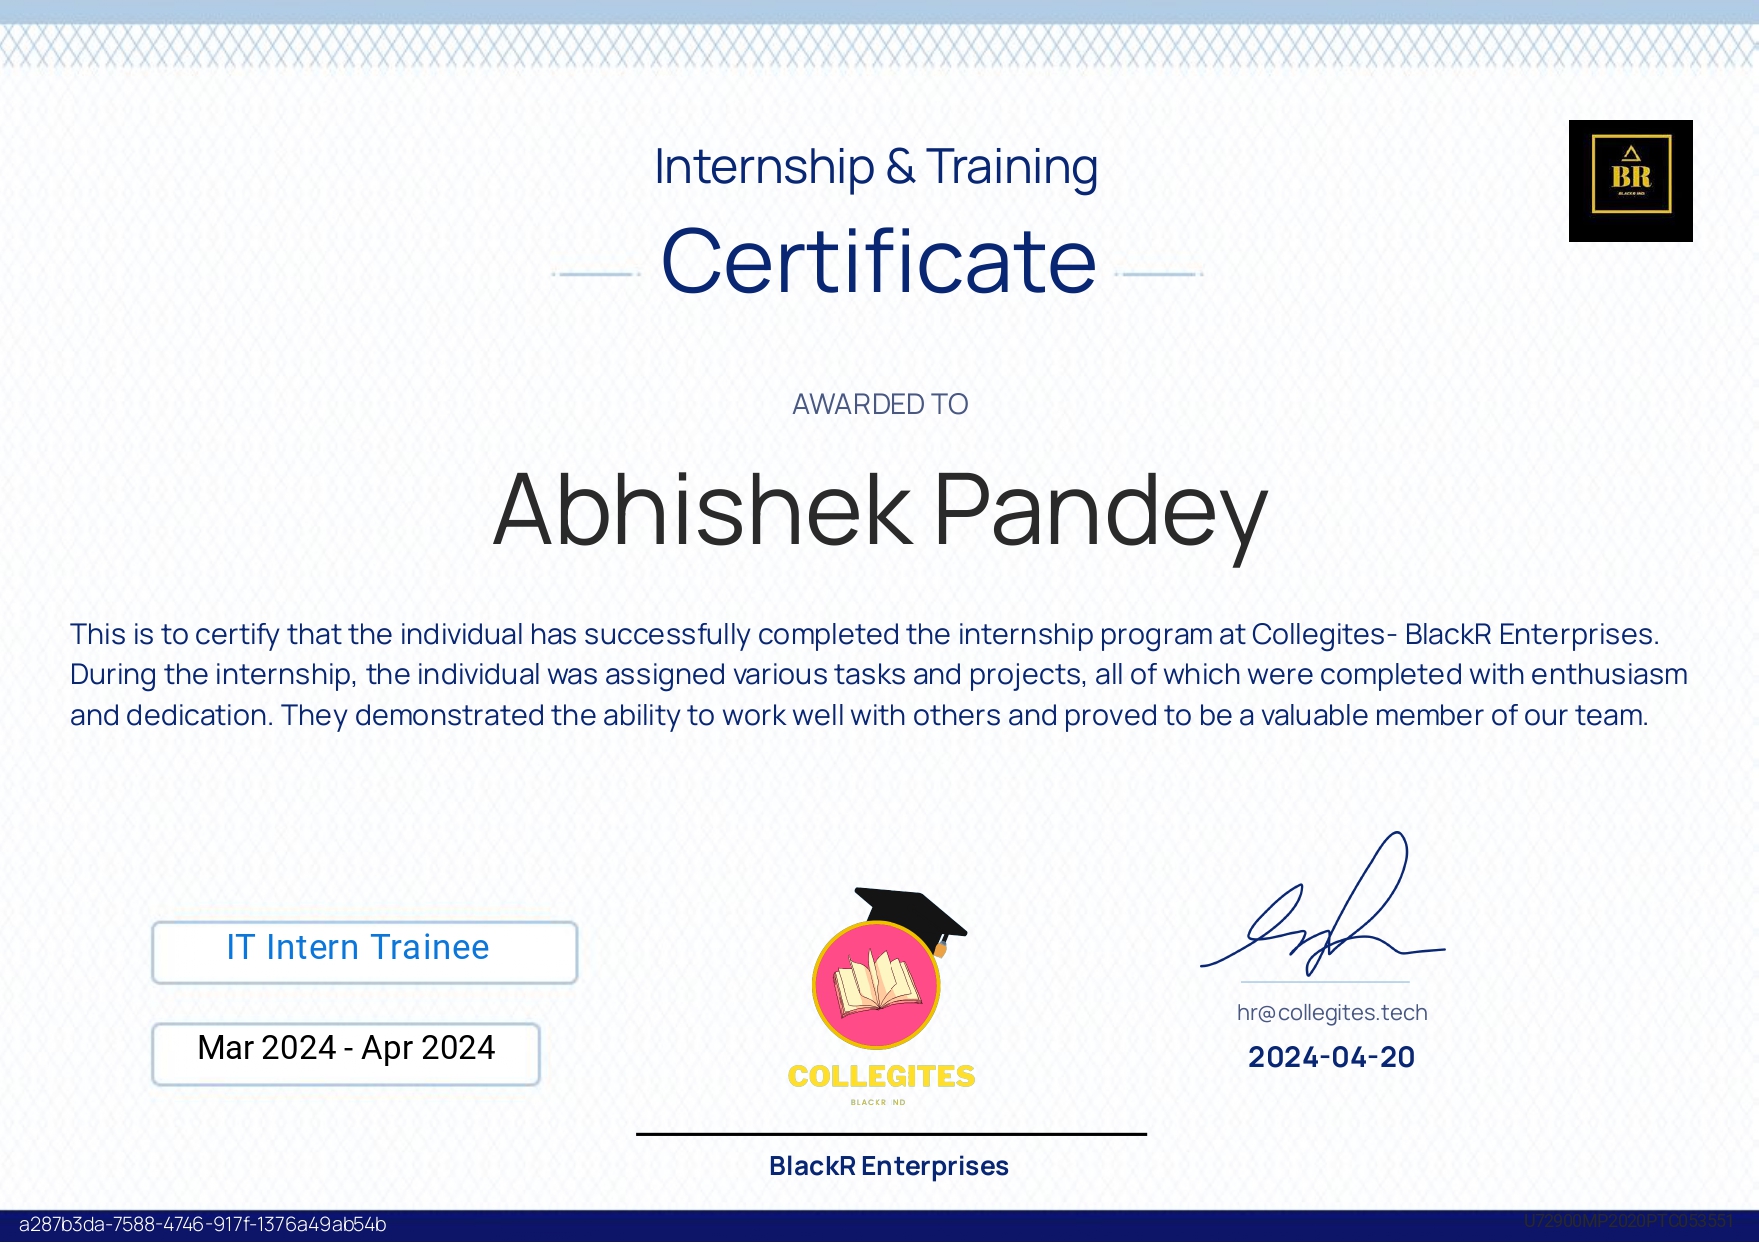 Internship & Training
BR
BLACKR IND
Certificate
AWARDED TO
Abhishek Pandey
This is to certify that the individual has successfully completed the internship program at Collegites- BlackR Enterprises.
During the internship, the individual was assigned various tasks and projects, all of which were completed with enthusiasm
and dedication. They demonstrated the ability to work well with others and proved to be a valuable member of our team.
IT Intern Trainee
Mar 2024 - Apr 2024
COLLEGITES
BLACKR ND
hr@collegites.tech
2024-04-20
BlackR Enterprises
a287b3da-7588-4746-917f-1376a49ab54b
U72900MP2020PTC053551